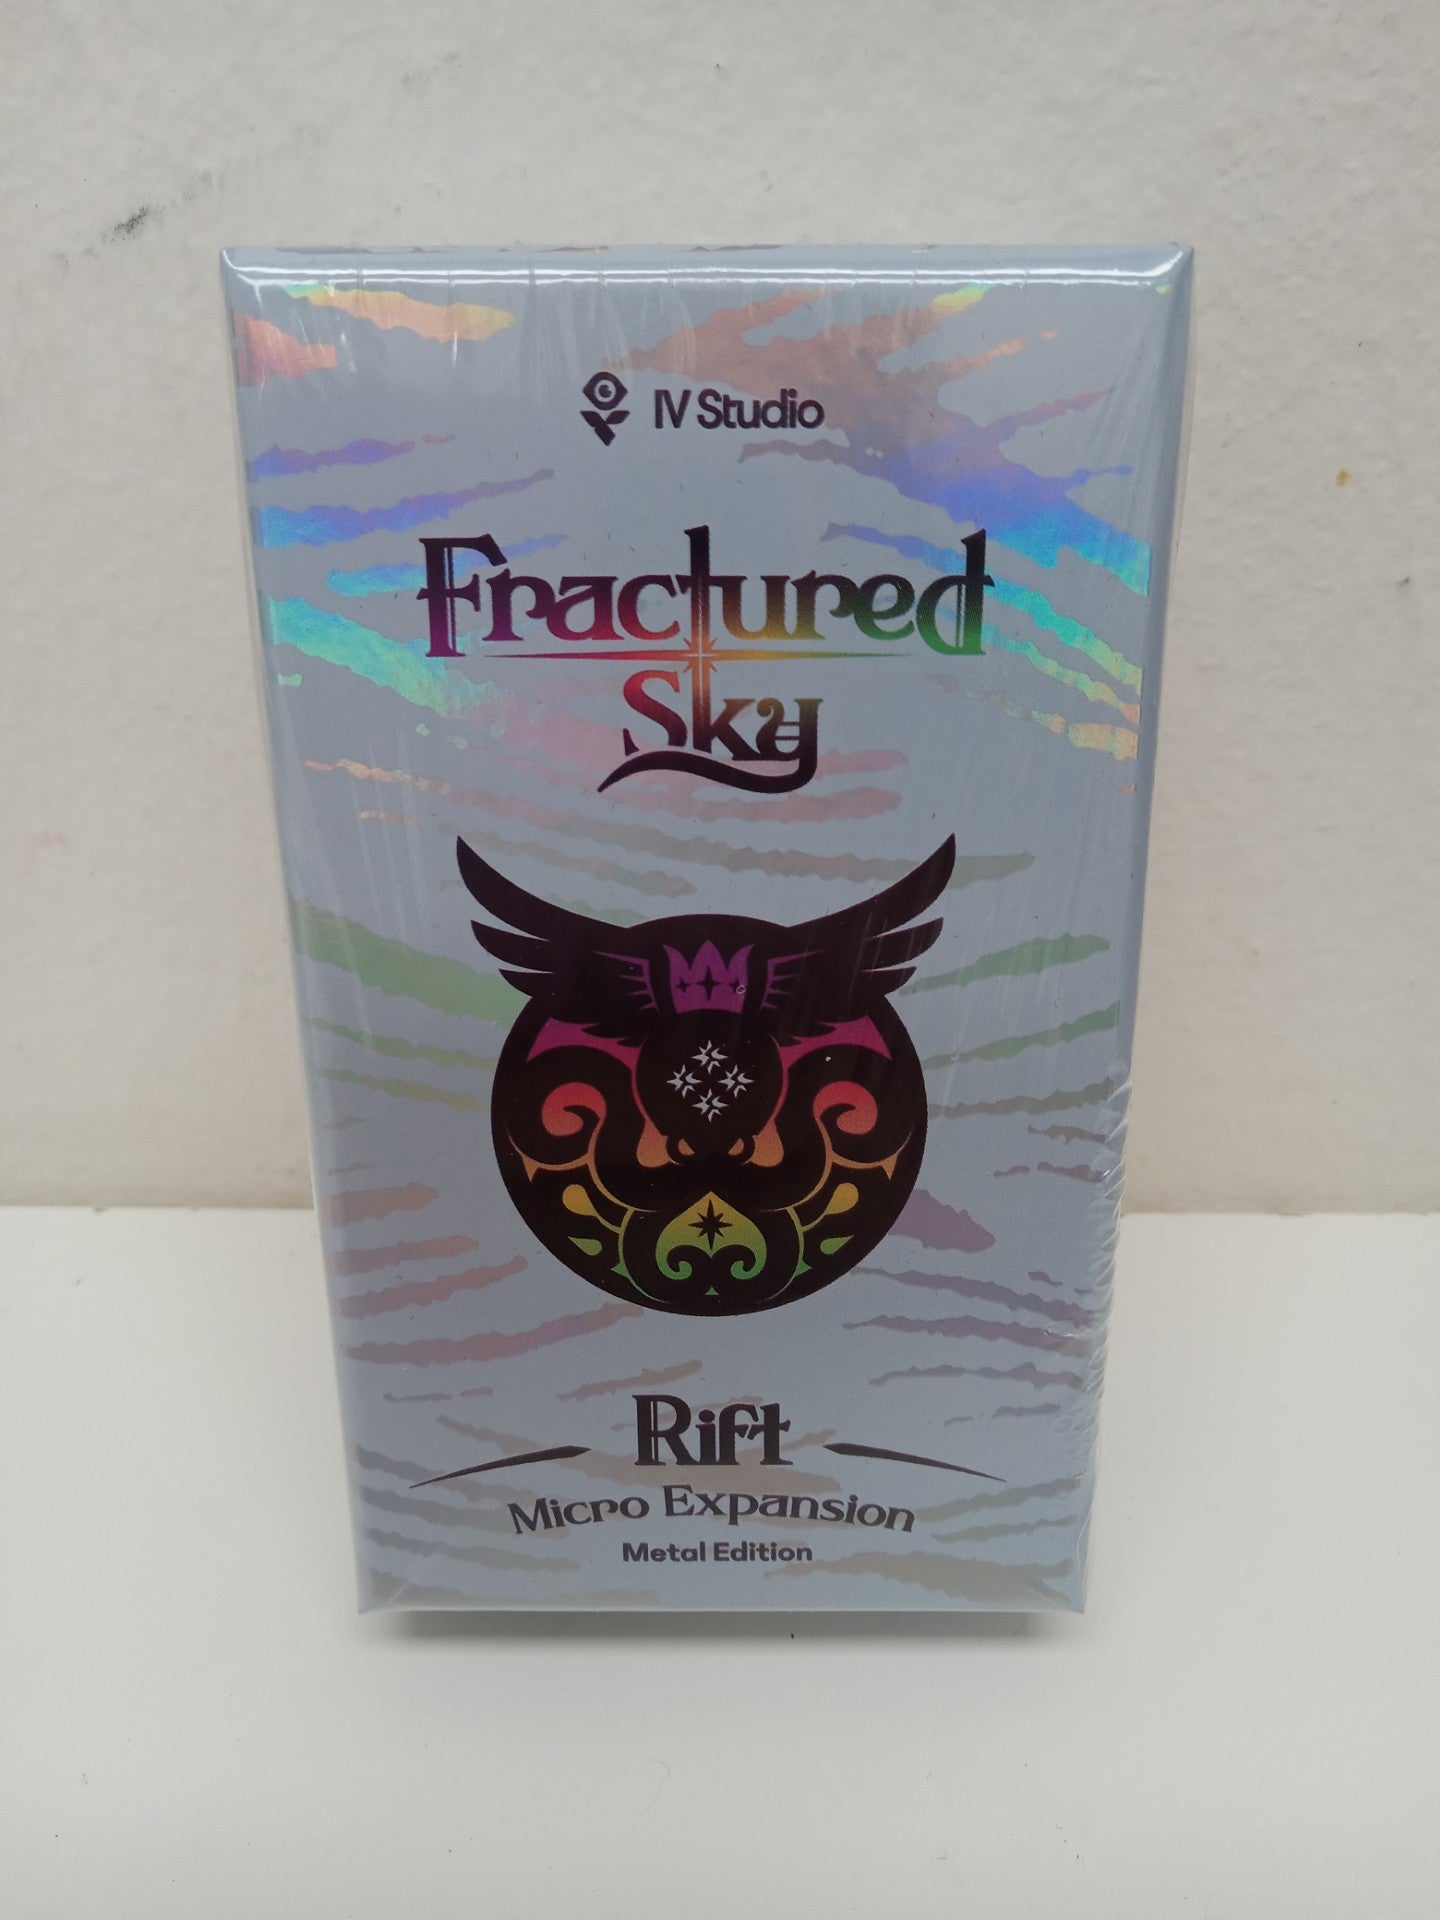 IV Studio
Fractured
Sky
Rift
Micro Expansion
Metal Edition